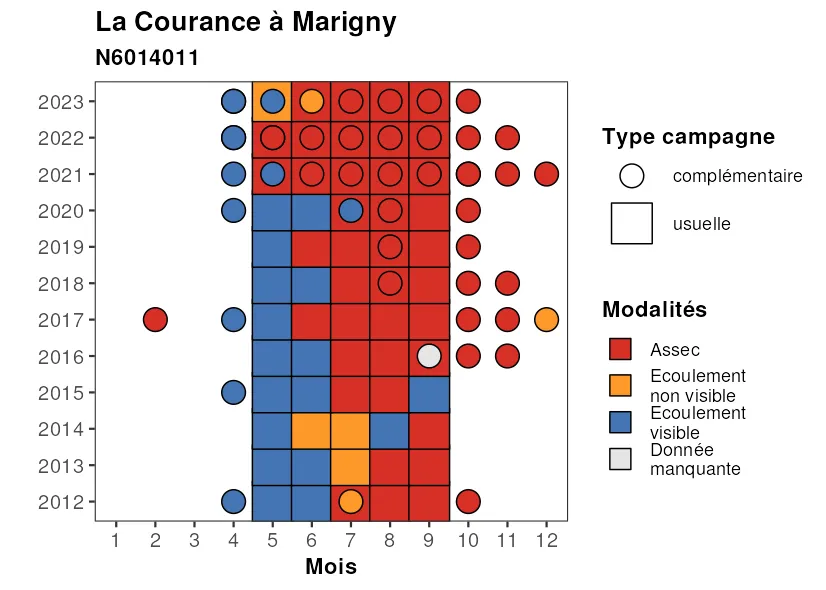 La Courance à Marigny
N6014011
2023
2022
2021
2020
2019
2018
2017
2016
2015
2014
2013
2012
1 2 3 4 5 6 7 8 9 10 11 12
Mois
Type campagne
complémentaire
usuelle
Modalités
Assec
Ecoulement
non visible
Ecoulement
visible
Donnée
manquante